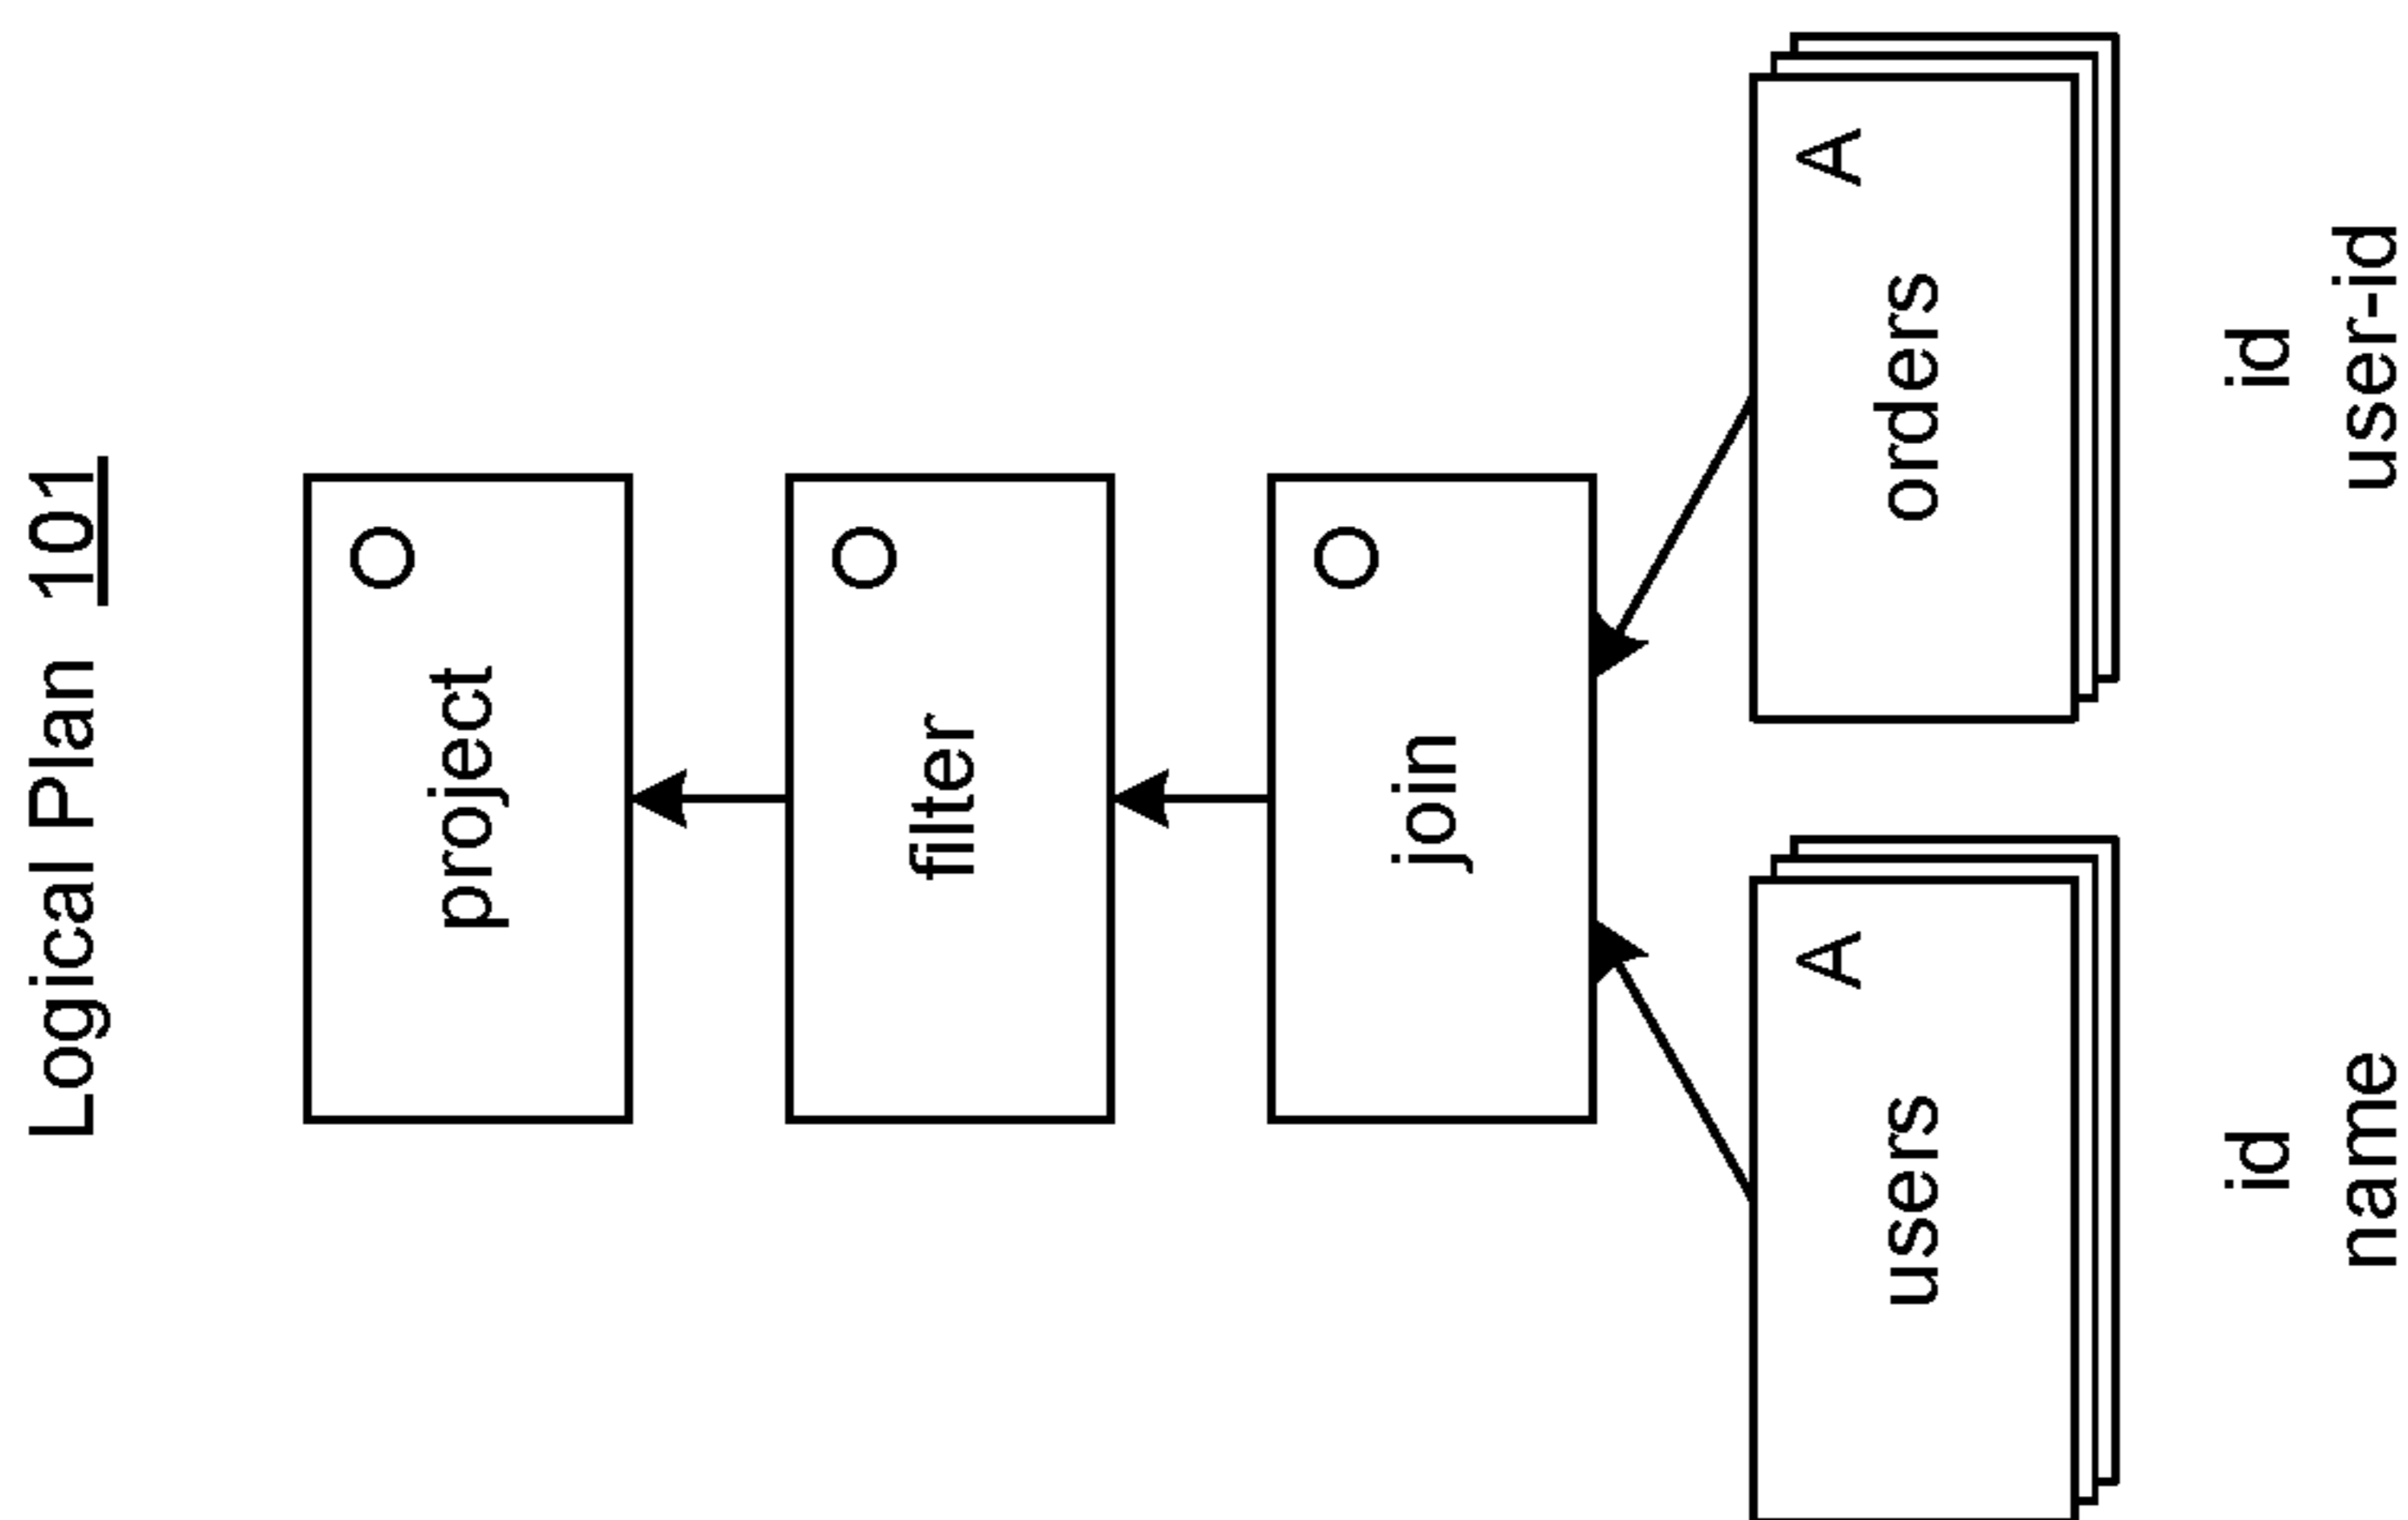 Logical Plan 101
O
project
O
filter
O
join
A
users
A
orders
id
name
id
user-id